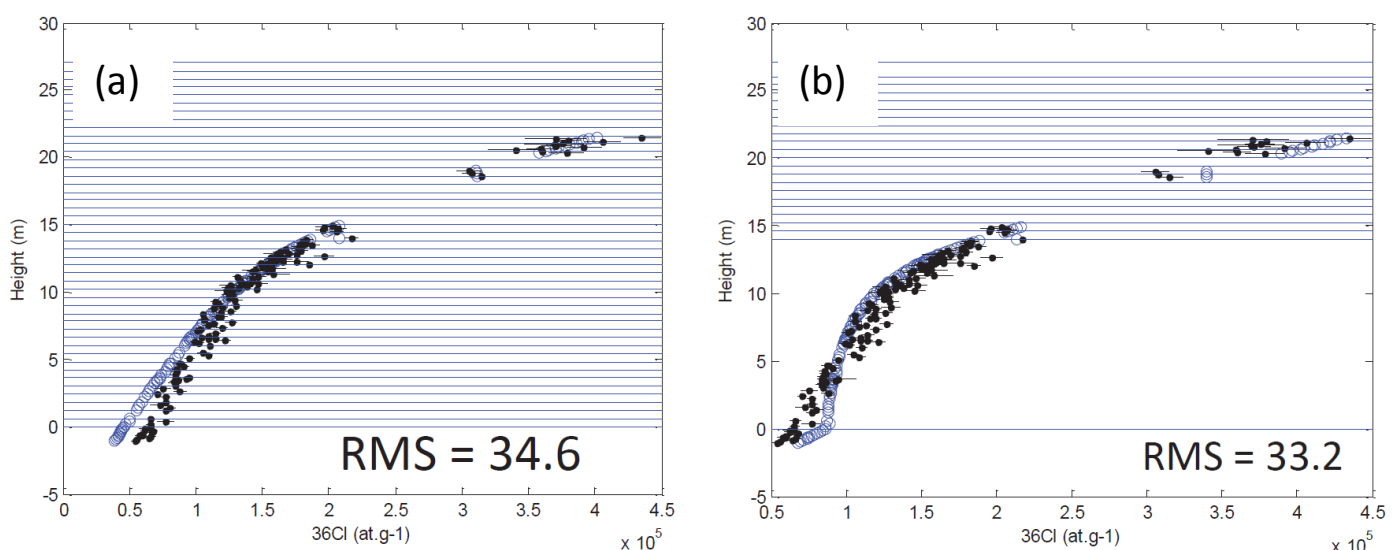 (a)
30
25
20
15
10
5
0
-5
Height (m)
RMS = 34.6
0 0.5 1 1.5 2 2.5 3 3.5 4 4.5
36Cl (at.g-1)
x 10^5
(b)
30
25
20
15
10
5
0
-5
Height (m)
RMS = 33.2
0.5 1 1.5 2 2.5 3 3.5 4 4.5
36Cl (at.g-1)
x 10^5